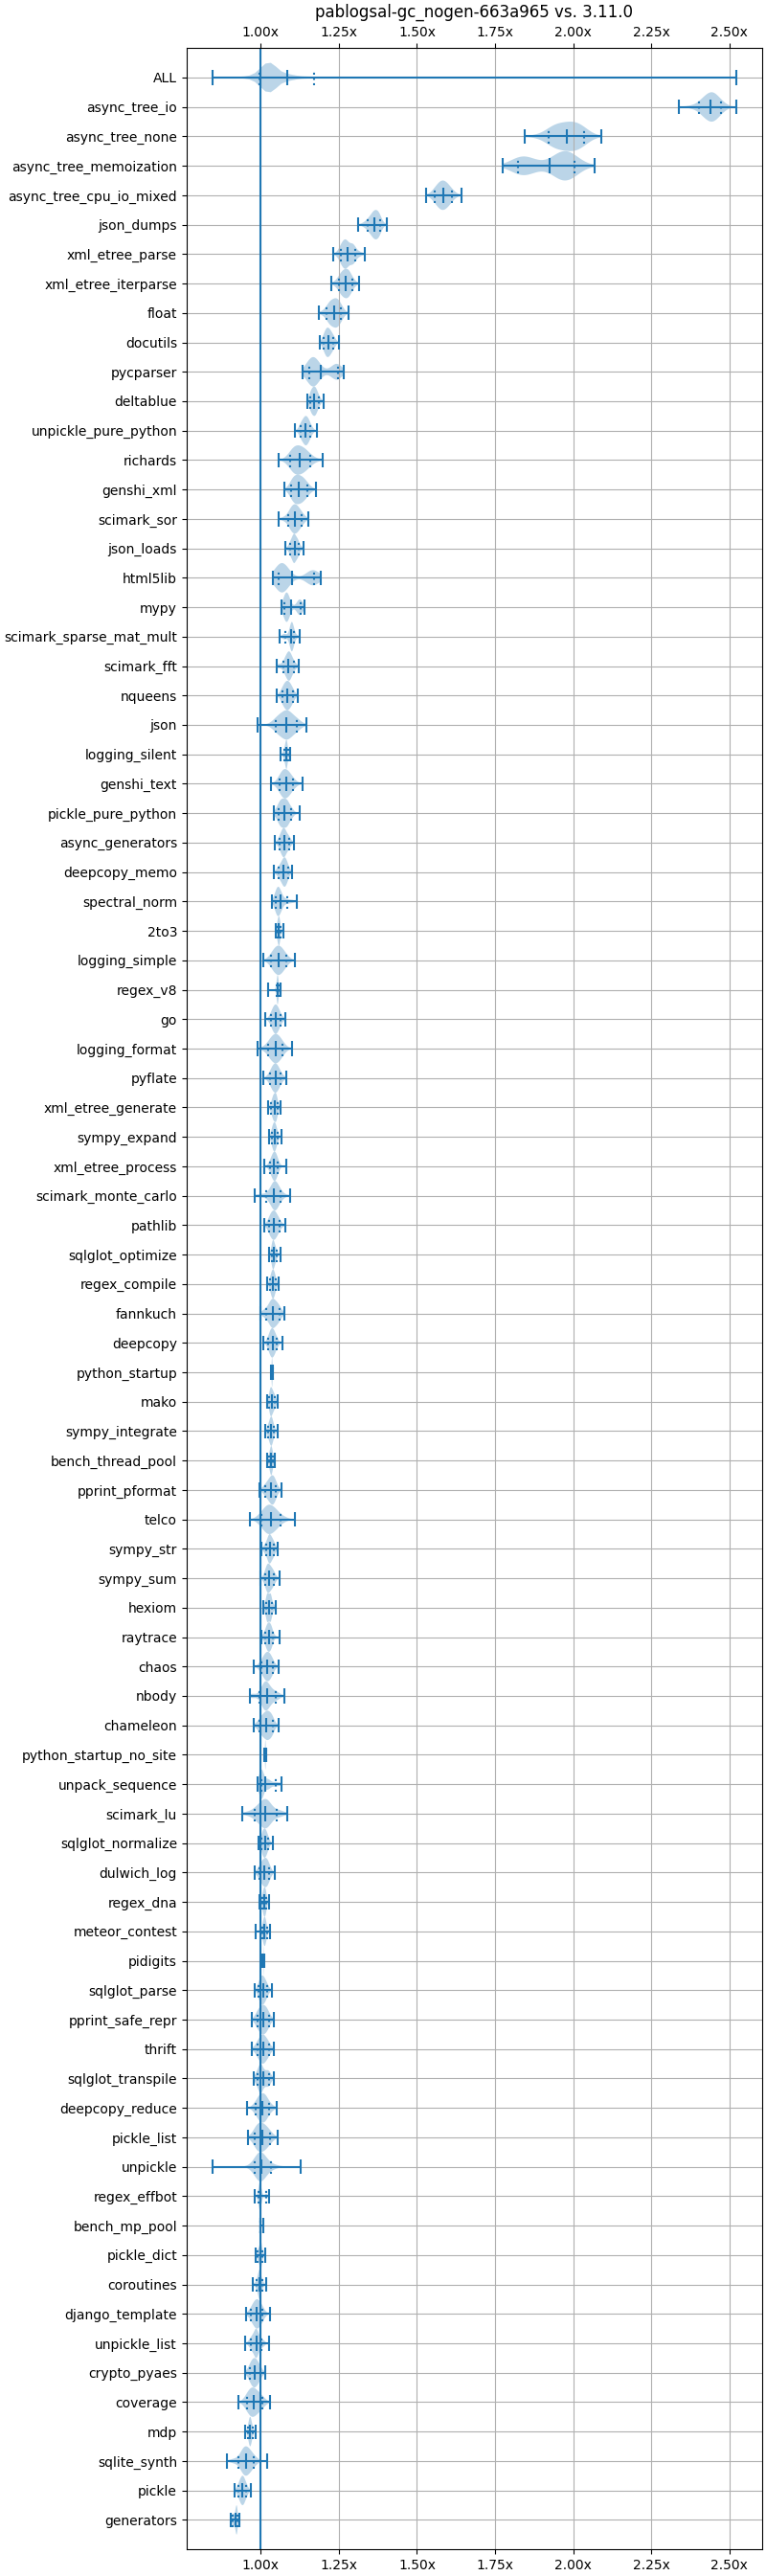 pablogsal-gc_nogen-663a965 vs. 3.11.0
1.00x 1.25x 1.50x 1.75x 2.00x 2.25x 2.50x
ALL
async_tree_io
async_tree_none
async_tree_memoization
async_tree_cpu_io_mixed
json_dumps
xml_etree_parse
xml_etree_iterparse
float
docutils
pycparser
deltablue
unpickle_pure_python
richards
genshi_xml
scimark_sor
json_loads
html5lib
mypy
scimark_sparse_mat_mult
scimark_fft
nqueens
json
logging_silent
genshi_text
pickle_pure_python
async_generators
deepcopy_memo
spectral_norm
2to3
logging_simple
regex_v8
go
logging_format
pyflate
xml_etree_generate
sympy_expand
xml_etree_process
scimark_monte_carlo
pathlib
sqlglot_optimize
regex_compile
fannkuch
deepcopy
python_startup
mako
sympy_integrate
bench_thread_pool
pprint_pformat
telco
sympy_str
sympy_sum
hexiom
raytrace
chaos
nbody
chameleon
python_startup_no_site
unpack_sequence
scimark_lu
sqlglot_normalize
dulwich_log
regex_dna
meteor_contest
pidigits
sqlglot_parse
pprint_safe_repr
thrift
sqlglot_transpile
deepcopy_reduce
pickle_list
unpickle
regex_effbot
bench_mp_pool
pickle_dict
coroutines
django_template
unpickle_list
crypto_pyaes
coverage
mdp
sqlite_synth
pickle
generators
1.00x 1.25x 1.50x 1.75x 2.00x 2.25x 2.50x